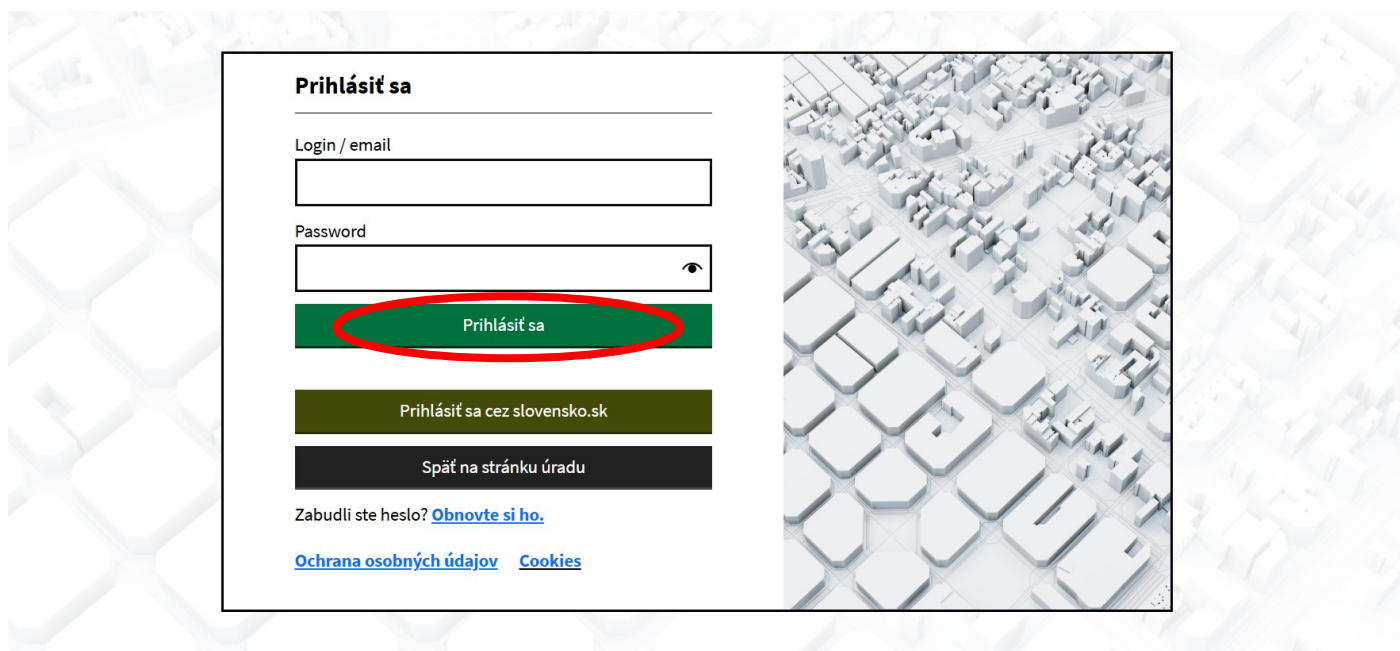 Prihlásiť sa
Login / email
Password
Prihlásiť sa
Prihlásiť sa cez slovensko.sk
Späť na stránku úradu
Zabudli ste heslo? Obnovte si ho.
Ochrana osobných údajov Cookies